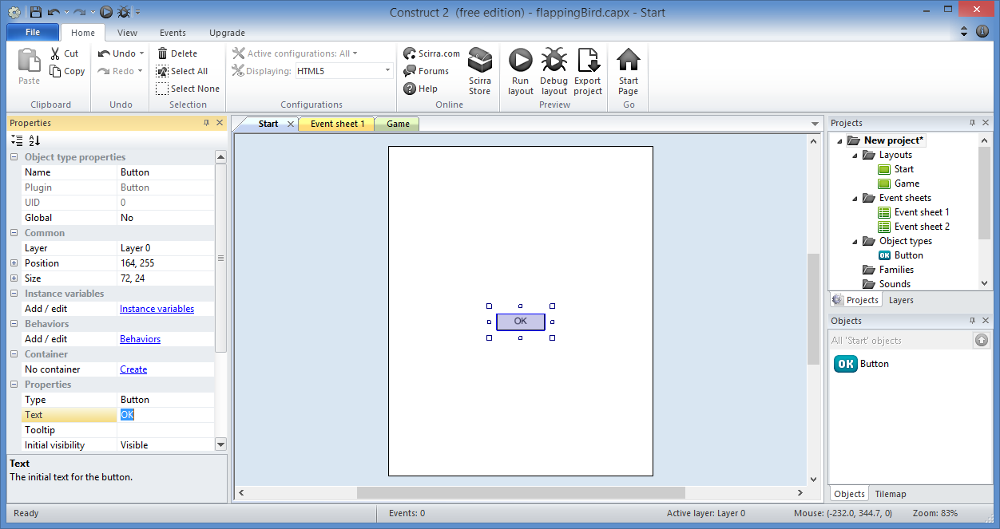 Construct 2 (free edition) - flappingBird.capx - Start
File Home View Events Upgrade
Paste
Cut
Copy
Clipboard
Undo
Redo
Undo
Delete
Select All
Select None
Selection
Active configurations: All
Displaying: HTML5
Configurations
Scirra.com
Forums
Help
Scirra Store
Online
Run layout
Debug layout
Export project
Preview
Start Page
Go
Properties
Object type properties
Name Button
Plugin Button
UID 0
Global No
Common
Layer Layer 0
Position 164, 255
Size 72, 24
Instance variables
Add / edit Instance variables
Behaviors
Add / edit Behaviors
Container
No container Create
Properties
Type Button
Text OK
Tooltip
Initial visibility Visible
Text
The initial text for the button.
Start Event sheet 1 Game
OK
Projects
New project*
Layouts
Start
Game
Event sheets
Event sheet 1
Event sheet 2
Object types
OK Button
Families
Sounds
Projects Layers
Objects
All 'Start' objects
OK Button
Objects Tilemap
Ready Events: 0 Active layer: Layer 0 Mouse: (-232.0, 344.7, 0) Zoom: 83%